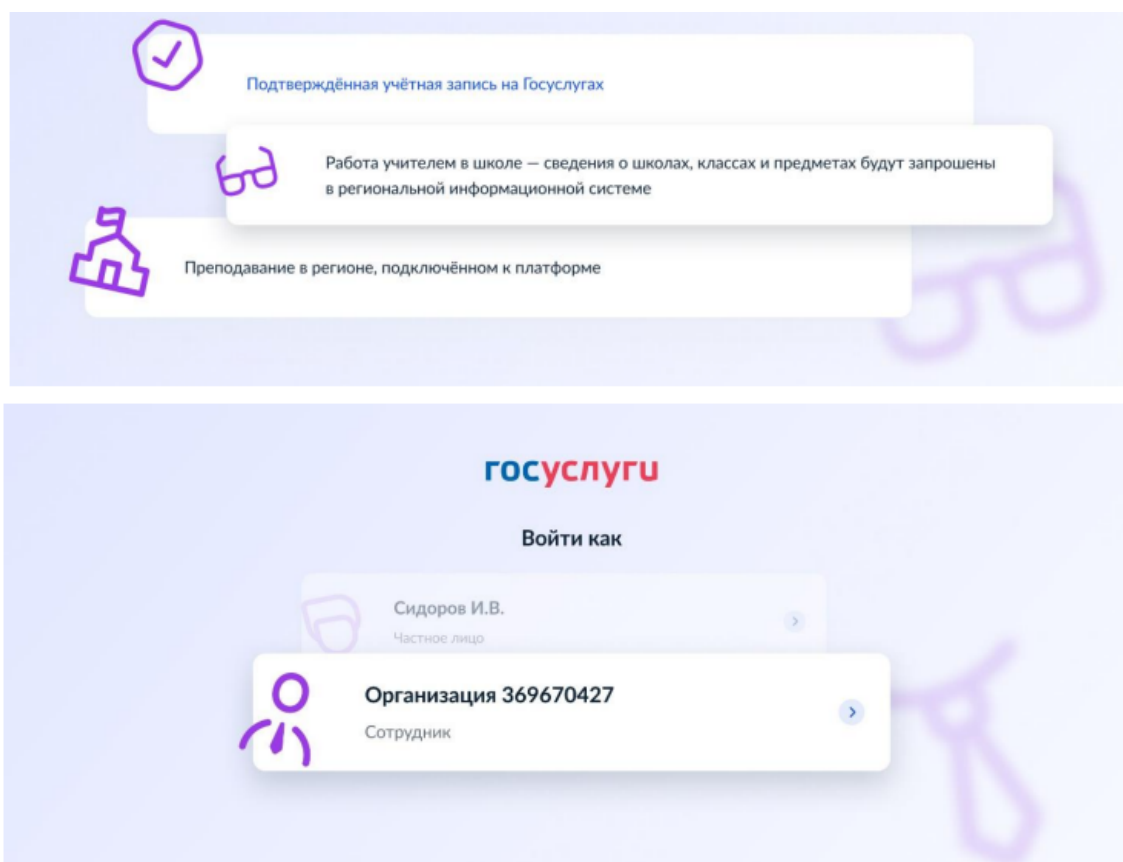 Подтверждённая учётная запись на Госуслугах
Работа учителем в школе — сведения о школах, классах и предметах будут запрошены
в региональной информационной системе
Преподавание в регионе, подключённом к платформе
госуслуги
Войти как
Сидоров И.В.
Частное лицо
Организация 369670427
Сотрудник